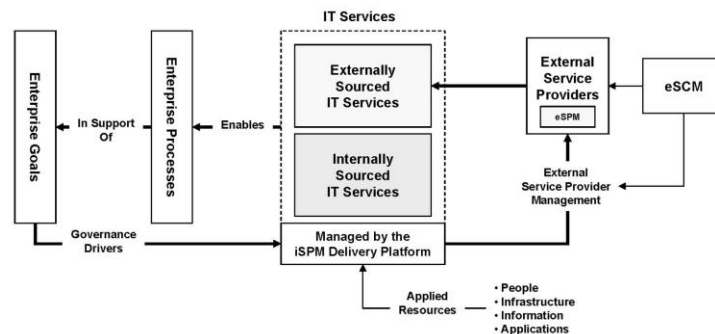 IT Services
Enterprise Goals
In Support
Of
Enterprise Processes
Enables
Externally
Sourced
IT Services
Internally
Sourced
IT Services
External
Service
Providers
eSPM
eSCM
External
Service Provider
Management
Governance
Drivers
Managed by the
iSPM Delivery Platform
Applied
Resources
• People
• Infrastructure
• Information
• Applications